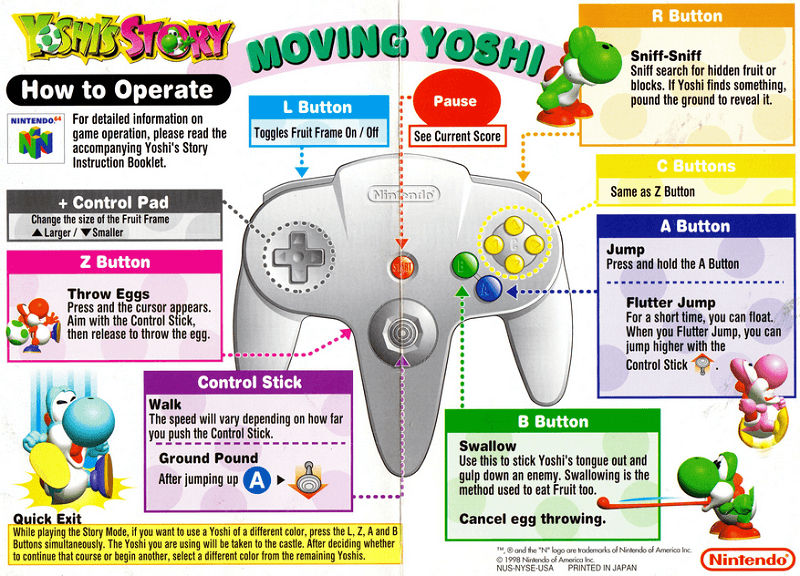 YOSHI'S STORY
MOVING YOSHI
How to Operate
NINTENDO 64
N
For detailed information on
game operation, please read the
accompanying Yoshi's Story
Instruction Booklet.
L Button
Toggles Fruit Frame On / Off
Pause
See Current Score
R Button
Sniff-Sniff
Sniff search for hidden fruit or
blocks. If Yoshi finds something,
pound the ground to reveal it.
C Buttons
Same as Z Button
+ Control Pad
Change the size of the Fruit Frame
▲Larger / ▼Smaller
A Button
Jump
Press and hold the A Button
Flutter Jump
For a short time, you can float.
When you Flutter Jump, you can
jump higher with the
Control Stick .
Z Button
Throw Eggs
Press and the cursor appears.
Aim with the Control Stick,
then release to throw the egg.
Nintendo
START
B
A
C
Control Stick
Walk
The speed will vary depending on how far
you push the Control Stick.
Ground Pound
After jumping up A ▶
B Button
Swallow
Use this to stick Yoshi's tongue out and
gulp down an enemy. Swallowing is the
method used to eat Fruit too.
Cancel egg throwing.
Quick Exit
While playing the Story Mode, if you want to use a Yoshi of a different color, press the L, Z, A and B
Buttons simultaneously. The Yoshi you are using will be taken to the castle. After deciding whether
to continue that course or begin another, select a different color from the remaining Yoshis.
TM, ® and the "N" logo are trademarks of Nintendo of America Inc.
© 1998 Nintendo of America Inc.
NUS-NYSE-USA PRINTED IN JAPAN
Nintendo